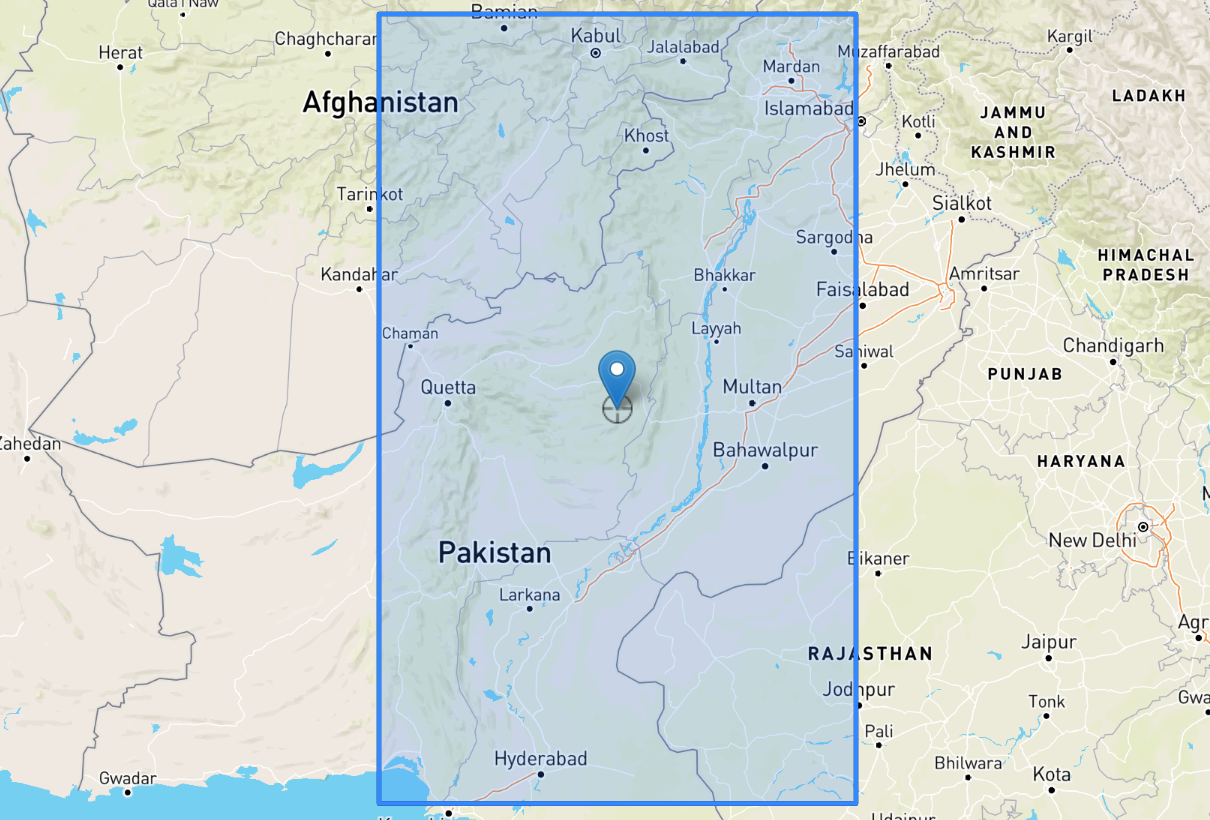 Qala i Naw
Bamian
Herat
Chaghcharan
Kabul
Jalalabad
Muzaffarabad
Kargil
Mardan
LADAKH
Afghanistan
Islamabad
JAMMU
AND
KASHMIR
Kotli
Khost
Jhelum
Tarinkot
Sialkot
Sargodha
HIMACHAL
PRADESH
Kandahar
Bhakkar
Amritsar
Faisalabad
Chaman
Layyah
Sahiwal
Chandigarh
PUNJAB
Quetta
Multan
Zahedan
Bahawalpur
HARYANA
New Delhi
Pakistan
Bikaner
Larkana
Agr
Jaipur
RAJASTHAN
Jodhpur
Gwa
Tonk
Pali
Hyderabad
Bhilwara
Kota
Gwadar
Udaipur